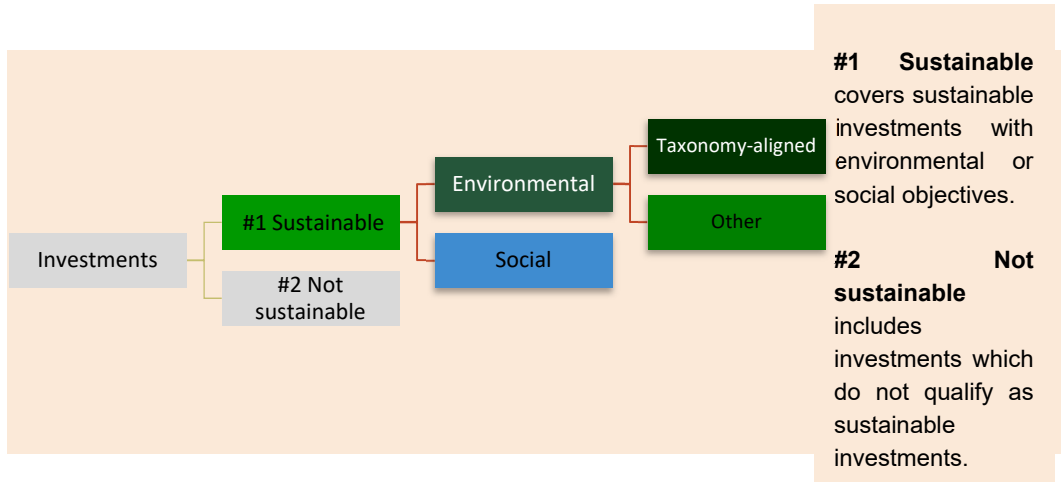 Investments
#1 Sustainable
#2 Not
sustainable
Environmental
Social
Taxonomy-aligned
Other
#1 Sustainable
covers sustainable
investments with
environmental or
social objectives.
#2 Not
sustainable
includes
investments which
do not qualify as
sustainable
investments.